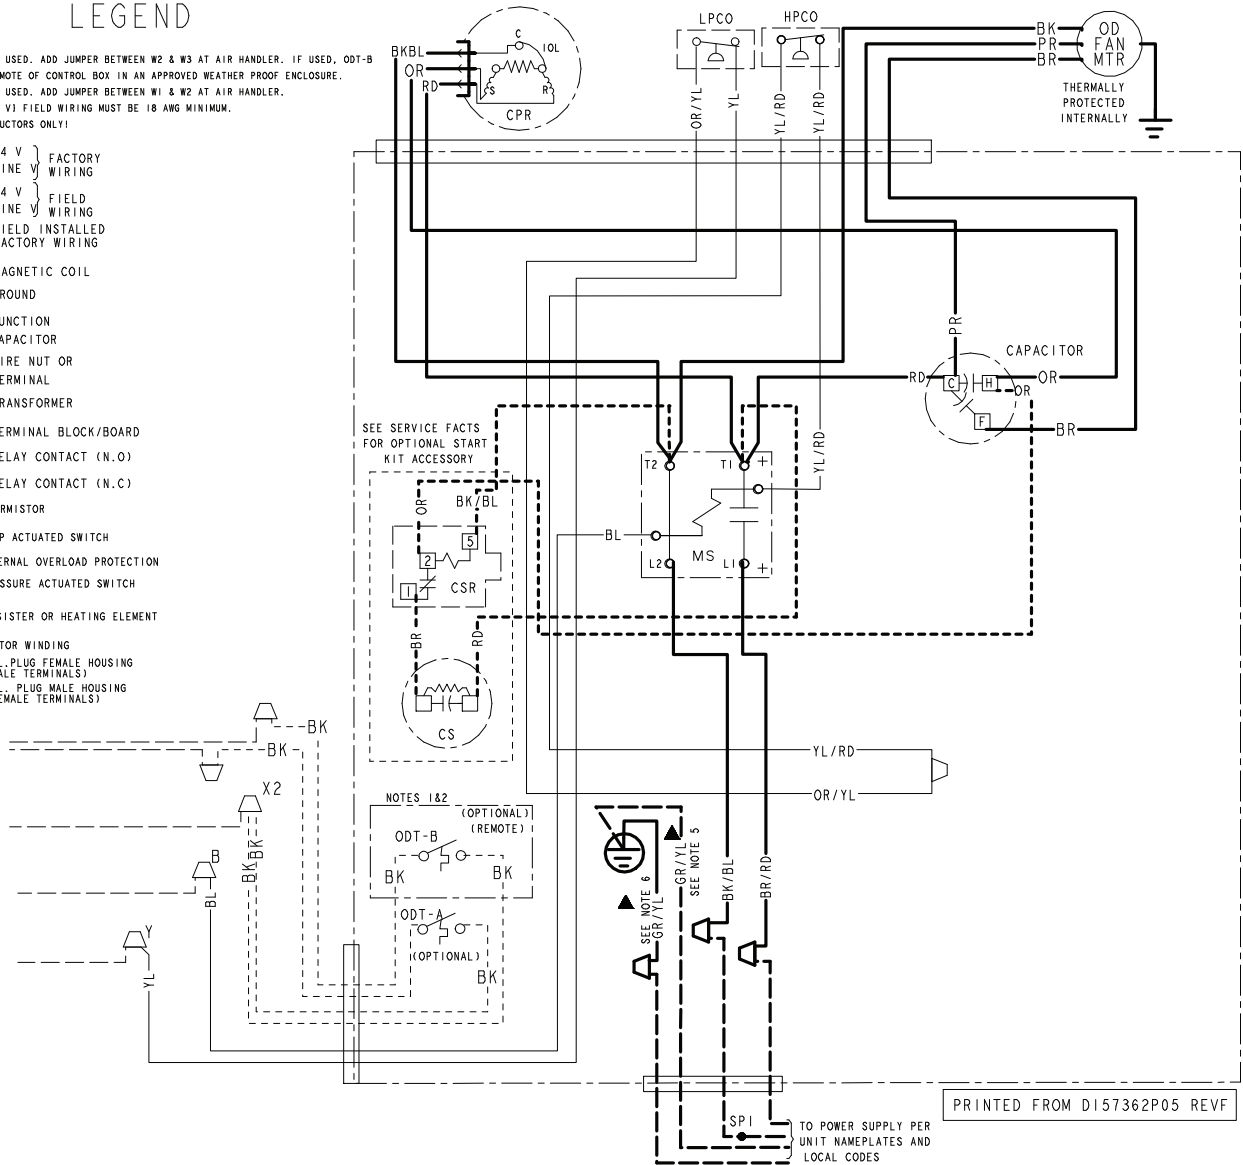 LEGEND
USED. ADD JUMPER BETWEEN W2 & W3 AT AIR HANDLER. IF USED, ODT-B
MOTE OF CONTROL BOX IN AN APPROVED WEATHER PROOF ENCLOSURE.
USED. ADD JUMPER BETWEEN W1 & W2 AT AIR HANDLER.
V) FIELD WIRING MUST BE 18 AWG MINIMUM.
UCTORS ONLY!
4 V
INE V
FACTORY
WIRING
4 V
INE V
FIELD
WIRING
IELD INSTALLED
ACTORY WIRING
AGNETIC COIL
ROUND
UNCTION
APACITOR
IRE NUT OR
ERMINAL
RANSFORMER
ERMINAL BLOCK/BOARD
ELAY CONTACT (N.O)
ELAY CONTACT (N.C)
RMISTOR
P ACTUATED SWITCH
ERNAL OVERLOAD PROTECTION
SSURE ACTUATED SWITCH
SISTER OR HEATING ELEMENT
TOR WINDING
L.PLUG FEMALE HOUSING
ALE TERMINALS)
L. PLUG MALE HOUSING
EMALE TERMINALS)
BKBL
OR
RD
C
IOL
S
R
CPR
LPCO
HPCO
OR/YL
YL
YL/RD
YL/RD
BK
PR
BR
OD
FAN
MTR
THERMALLY
PROTECTED
INTERNALLY
PR
CAPACITOR
RD
C
H
OR
OR
F
BR
SEE SERVICE FACTS
FOR OPTIONAL START
KIT ACCESSORY
T2
T1
+
YL/RD
OR
BK/BL
5
2
1
CSR
BL
MS
L2
L1
+
BR
RD
CS
BK
BK
X2
YL/RD
OR/YL
NOTES 1&2
(OPTIONAL)
(REMOTE)
ODT-B
BK
BK
BK
BK
B
BL
ODT-A
(OPTIONAL)
BK
Y
YL
GR/YL
SEE NOTE 5
SEE NOTE 6
GR/YL
BK/BL
BR/RD
SP1
TO POWER SUPPLY PER
UNIT NAMEPLATES AND
LOCAL CODES
PRINTED FROM D157362P05 REVF